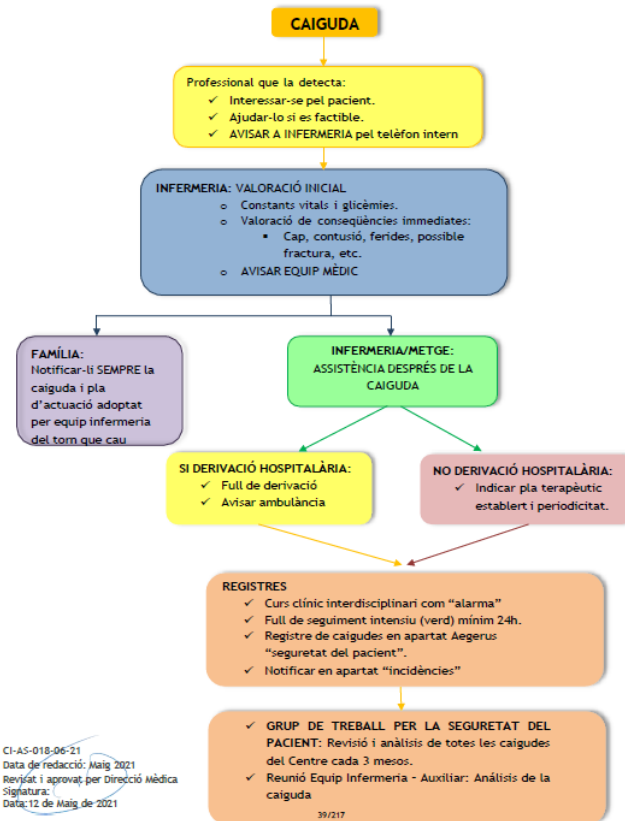 CAIGUDA
Professional que la detecta:
✓ Interessar-se pel pacient.
✓ Ajudar-lo si es factible.
✓ AVISAR A INFERMERIA pel telèfon intern
INFERMERIA: VALORACIÓ INICIAL
o Constants vitals i glicèmies.
o Valoració de conseqüències immediates:
▪ Cap, contusió, ferides, possible
fractura, etc.
o AVISAR EQUIP MÈDIC
FAMÍLIA:
Notificar-li SEMPRE la
caiguda i pla
d'actuació adoptat
per equip infermeria
del torn que cau
INFERMERIA/METGE:
ASSISTÈNCIA DESPRÉS DE LA
CAIGUDA
SI DERIVACIÓ HOSPITALÀRIA:
✓ Full de derivació
✓ Avisar ambulància
NO DERIVACIÓ HOSPITALÀRIA:
✓ Indicar pla terapèutic
establert i periodicitat.
REGISTRES
✓ Curs clínic interdisciplinari com “alarma”
✓ Full de seguiment intensiu (verd) mínim 24h.
✓ Registre de caigudes en apartat Aegerus
“seguretat del pacient”.
✓ Notificar en apartat “incidències”
✓ GRUP DE TREBALL PER LA SEGURETAT DEL
PACIENT: Revisió i anàlisis de totes les caigudes
del Centre cada 3 mesos.
✓ Reunió Equip Infermeria - Auxiliar: Análisis de la
caiguda
CI-AS-018-06-21
Data de redacció: Maig 2021
Revisat i aprovat per Direcció Mèdica
Signatura:
Data:12 de Maig de 2021
39/217